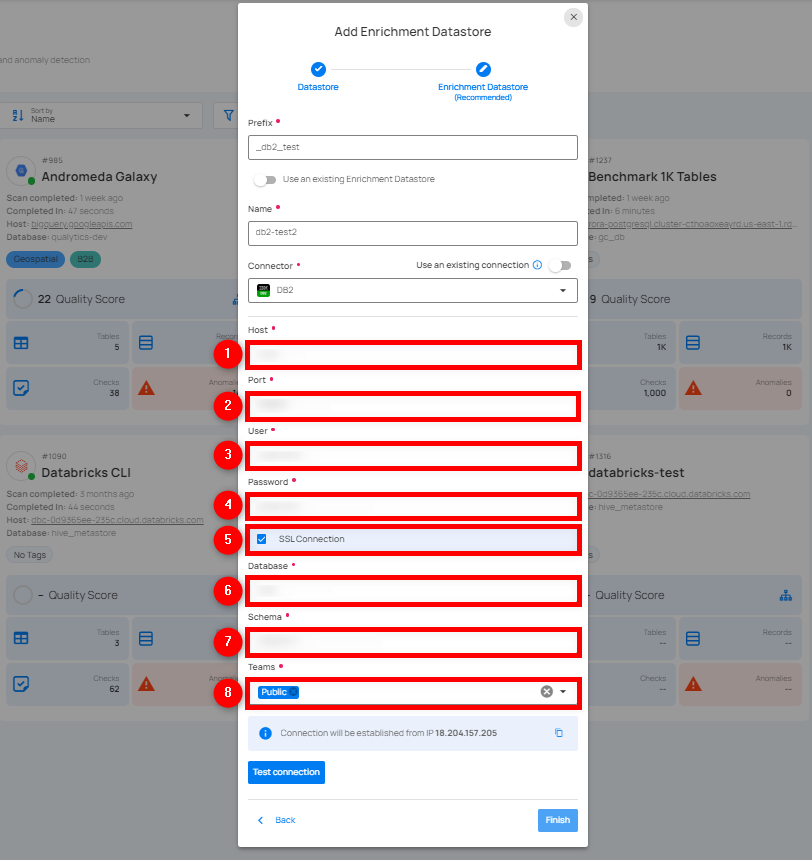 Add Enrichment Datastore
Datastore
Enrichment Datastore
(Recommended)
Prefix *
_db2_test
Use an existing Enrichment Datastore
Name *
db2-test2
Connector *
Use an existing connection
DB2
Host *
1
Port *
2
User *
3
Password *
4
5
SSL Connection
Database *
6
Schema *
7
Teams *
8
Public
Connection will be established from IP 18.204.157.205
Test connection
Back
Finish
and anomaly detection
Sort by
Name
#985
Andromeda Galaxy
Scan completed: 1 week ago
Completed In: 47 seconds
Host: bigquery.googleapis.com
Database: qualytics-dev
Geospatial
B2B
22 Quality Score
Tables
5
Records
Checks
38
Anomalies
#1237
Benchmark 1K Tables
completed: 1 week ago
ed In: 6 minutes
rora-postgresql.cluster-cthoadxeayrd.us-east-1.rd...
e: gc_db
9 Quality Score
Tables
1K
Records
1K
Checks
1,000
Anomalies
0
#1090
Databricks CLI
Scan completed: 3 months ago
Completed In: 44 seconds
Host: dbc-0d9365ee-235c.cloud.databricks.com
Database: hive_metastore
No Tags
– Quality Score
Tables
3
Records
Checks
62
Anomalies
#1316
databricks-test
c-0d9365ee-235c.cloud.databricks.com
e: hive_metastore
Quality Score
Tables
--
Records
--
Checks
--
Anomalies
--